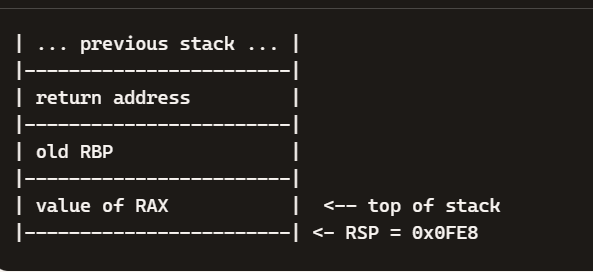 | ... previous stack ... |
|------------------------|
| return address         |
|------------------------|
| old RBP                |
|------------------------|
| value of RAX           |  <-- top of stack
|------------------------| <- RSP = 0x0FE8